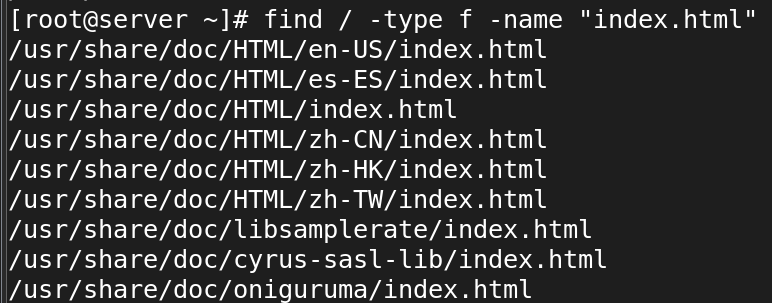 [root@server ~]# find / -type f -name "index.html"
/usr/share/doc/HTML/en-US/index.html
/usr/share/doc/HTML/es-ES/index.html
/usr/share/doc/HTML/index.html
/usr/share/doc/HTML/zh-CN/index.html
/usr/share/doc/HTML/zh-HK/index.html
/usr/share/doc/HTML/zh-TW/index.html
/usr/share/doc/libsamplerate/index.html
/usr/share/doc/cyrus-sasl-lib/index.html
/usr/share/doc/oniguruma/index.html